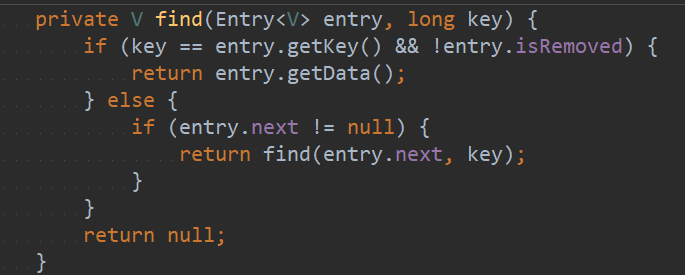 private V find(Entry<V> entry, long key) {
    if (key == entry.getKey() && !entry.isRemoved) {
        return entry.getData();
    } else {
        if (entry.next != null) {
            return find(entry.next, key);
        }
    }
    return null;
}